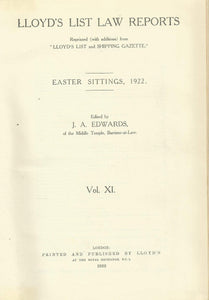 LLOYD'S LIST LAW REPORTS
Reprinted (with additions) from
"LLOYD'S LIST AND SHIPPING GAZETTE."
EASTER SITTINGS, 1922.
Edited by
J. A. EDWARDS,
of the Middle Temple, Barrister-at-Law.
Vol. XI.
LONDON:
PRINTED AND PUBLISHED BY LLOYD'S
AT THE ROYAL EXCHANGE, E.C.3
1922